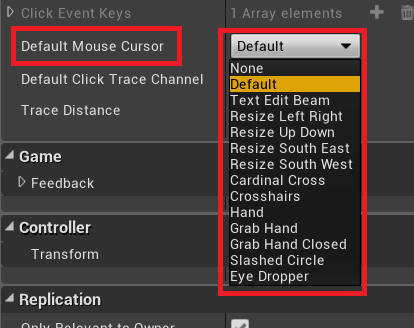 Click Event Keys 1 Array elements
Default Mouse Cursor Default
None
Default
Default Click Trace Channel
Text Edit Beam
Resize Left Right
Trace Distance
Resize Up Down
Resize South East
Resize South West
Cardinal Cross
Crosshairs
Hand
Grab Hand
Grab Hand Closed
Slashed Circle
Eye Dropper
Game
Feedback
Controller
Transform
Replication
Only Relevant to Owner